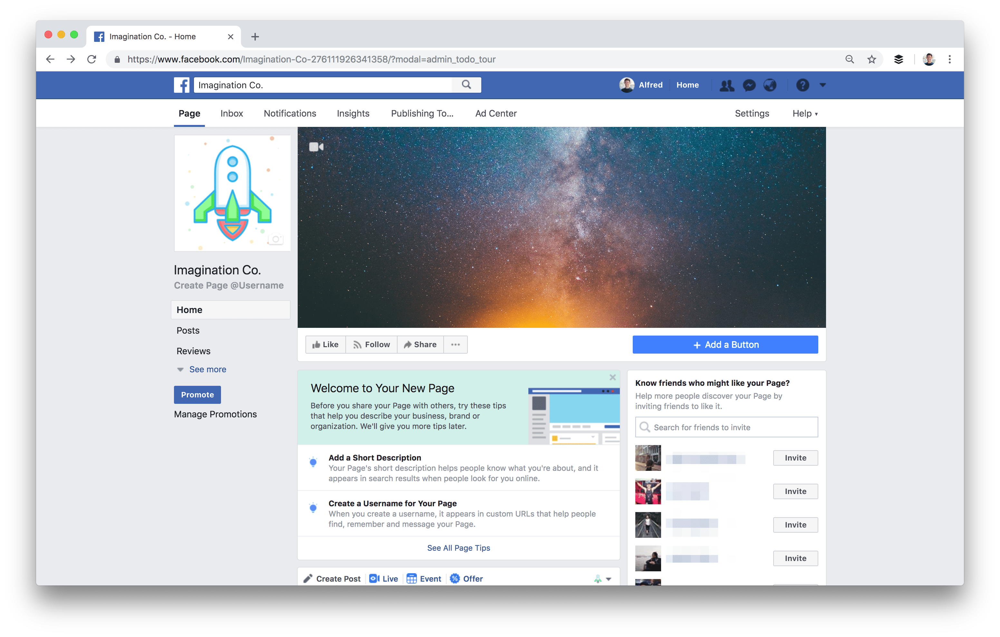 Imagination Co. - Home
https://www.facebook.com/Imagination-Co-276111926341358/?modal=admin_todo_tour
Imagination Co.
Alfred
Home
Page
Inbox
Notifications
Insights
Publishing To...
Ad Center
Settings
Help
Imagination Co.
Create Page @Username
Home
Posts
Reviews
See more
Promote
Manage Promotions
Like
Follow
Share
+ Add a Button
Welcome to Your New Page
Before you share your Page with others, try these tips
that help you describe your business, brand or
organization. We'll give you more tips later.
Add a Short Description
Your Page's short description helps people know what you're about, and it
appears in search results when people look for you online.
Create a Username for Your Page
When you create a username, it appears in custom URLs that help people
find, remember and message your Page.
See All Page Tips
Create Post
Live
Event
Offer
Know friends who might like your Page?
Help more people discover your Page by
inviting friends to like it.
Search for friends to invite
Invite
Invite
Invite
Invite